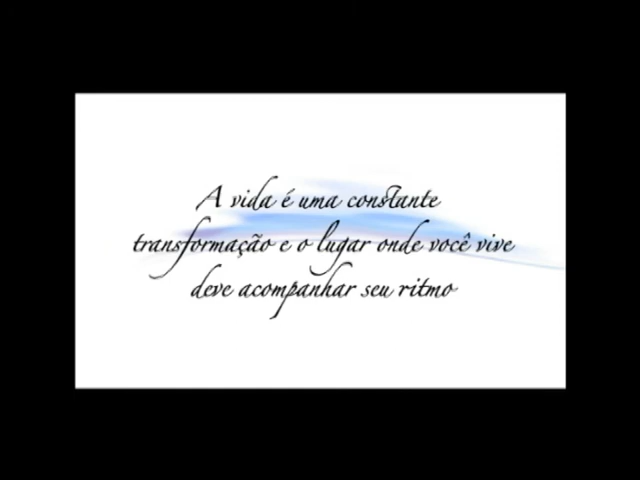 A vida é uma constante
transformação e o lugar onde você vive
deve acompanhar seu ritmo